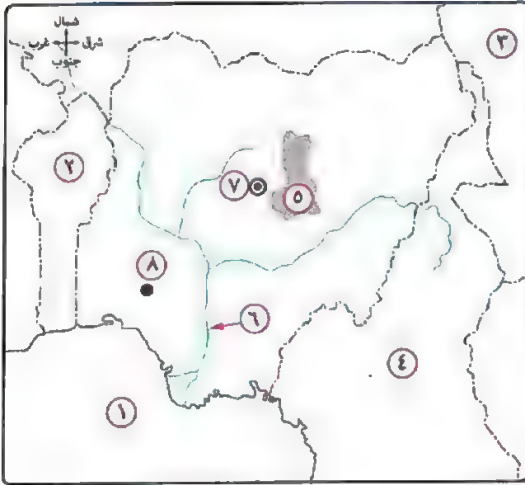 شمال
شرق
غرب
جنوب
٣
٢
٧
٥
٨
٦
٤
١